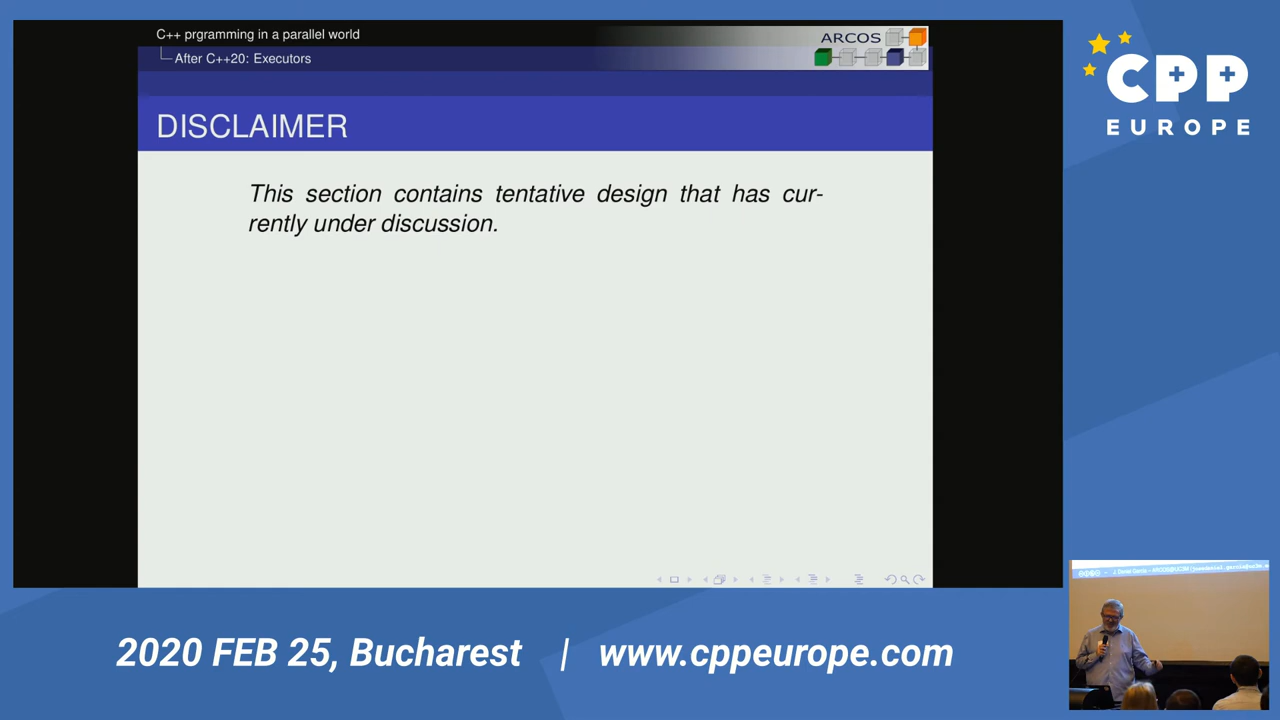 C++ prgramming in a parallel world
After C++20: Executors
ARCOS
DISCLAIMER
This section contains tentative design that has cur-
rently under discussion.
CPP
EUROPE
2020 FEB 25, Bucharest | www.cppeurope.com